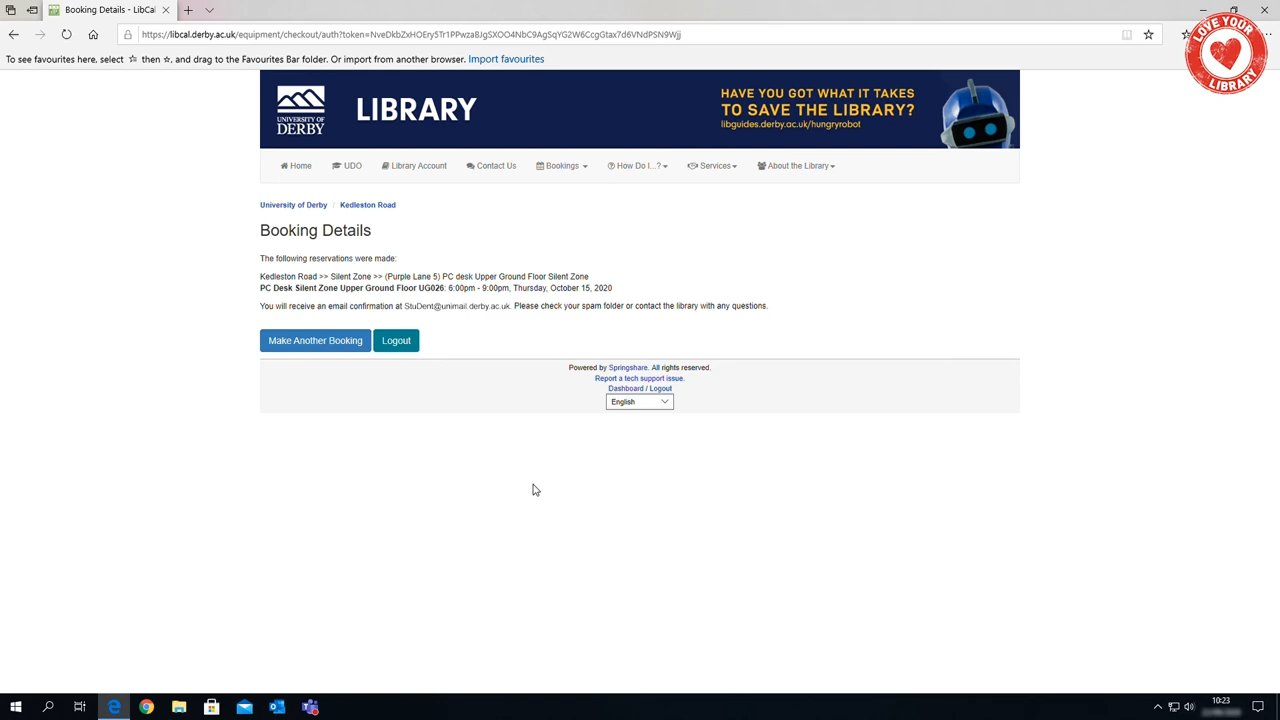 Booking Details - LibCal
https://libcal.derby.ac.uk/equipment/checkout/auth?token=NveDkbZxHOEry5Tr1PPwzaBJgSXOO4NbC9AgSqYG2W6CcgGtax7d6VNdPSN9Wjj
To see favourites here, select ☆ then ☆, and drag to the Favourites Bar folder. Or import from another browser. Import favourites
LOVE YOUR LIBRARY
UNIVERSITY OF DERBY
LIBRARY
HAVE YOU GOT WHAT IT TAKES
TO SAVE THE LIBRARY?
libguides.derby.ac.uk/hungryrobot
Home UDO Library Account Contact Us Bookings How Do I...? Services About the Library
University of Derby / Kedleston Road
Booking Details
The following reservations were made:
Kedleston Road >> Silent Zone >> (Purple Lane 5) PC desk Upper Ground Floor Silent Zone
PC Desk Silent Zone Upper Ground Floor UG026: 6:00pm - 9:00pm, Thursday, October 15, 2020
You will receive an email confirmation at StuDent@unimail.derby.ac.uk. Please check your spam folder or contact the library with any questions.
Make Another Booking Logout
Powered by Springshare. All rights reserved.
Report a tech support issue.
Dashboard / Logout
English
10:23